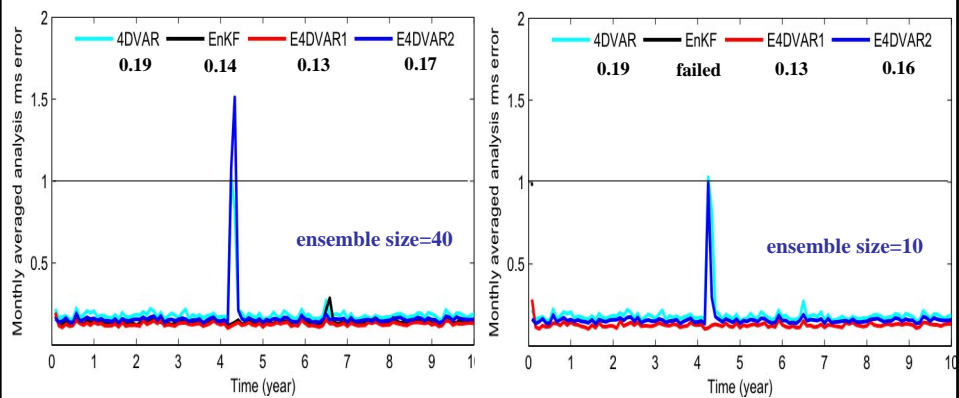 2
1.5
1
0.5
Monthly averaged analysis rms error
4DVAR EnKF E4DVAR1 E4DVAR2
0.19 0.14 0.13 0.17
ensemble size=40
0 1 2 3 4 5 6 7 8 9 1
Time (year)
2
1.5
1
0.5
Monthly averaged analysis rms error
4DVAR EnKF E4DVAR1 E4DVAR2
0.19 failed 0.13 0.16
ensemble size=10
0 1 2 3 4 5 6 7 8 9 10
Time (year)